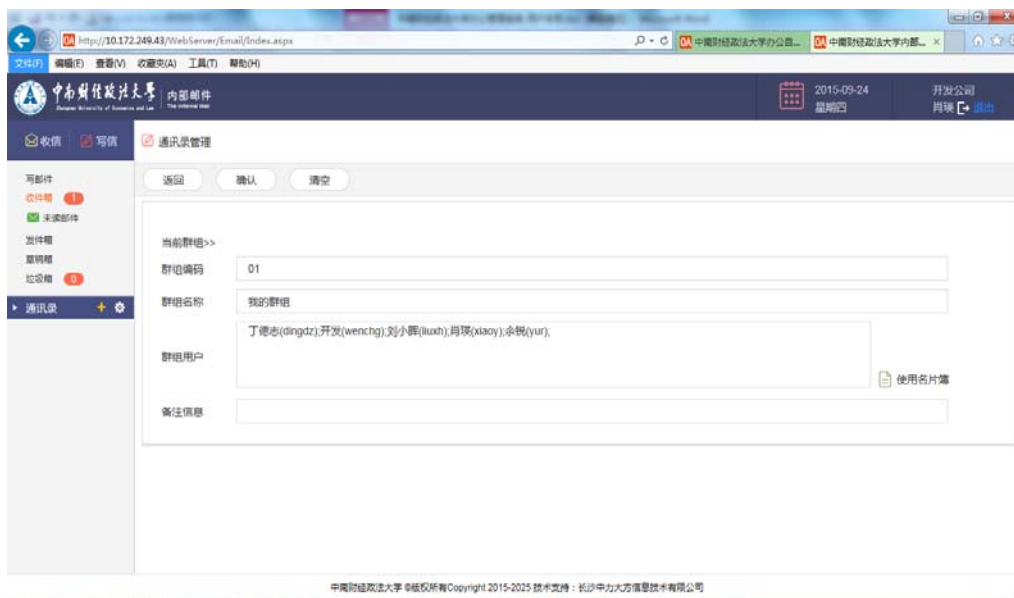 http://10.172.249.43/WebServer/Email/Index.aspx
中南财经政法大学办公自...
中南财经政法大学内部...
文件(F) 编辑(E) 查看(V) 收藏夹(A) 工具(T) 帮助(H)
中南财经政法大学 内部邮件
2015-09-24
星期四
开发公司
肖瑛 退出
收信 写信 通讯录管理
写邮件
返回 确认 清空
收件箱 1
未读邮件
发件箱
草稿箱
垃圾箱 0
通讯录
当前群组>>
群组编码 01
群组名称 我的群组
群组用户 丁德志(dingdz);开发(wenchg);刘小晖(liuxh);肖瑛(xiaoy);余锐(yur);
使用名片簿
备注信息
中南财经政法大学 ©版权所有Copyright 2015-2025 技术支持：长沙中力大方信息技术有限公司